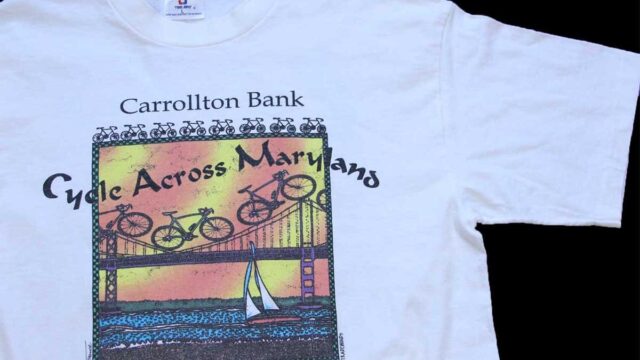 Carrollton Bank
Cycle Across Maryland